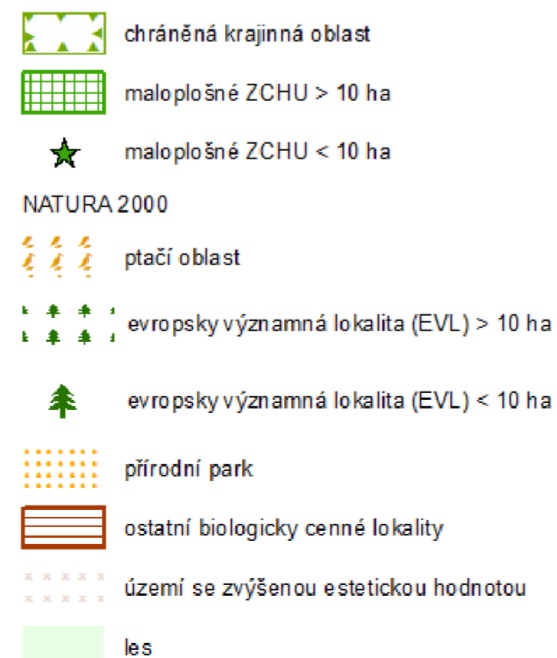 chráněná krajinná oblast
maloplošné ZCHU > 10 ha
maloplošné ZCHU < 10 ha
NATURA 2000
ptačí oblast
evropsky významná lokalita (EVL) > 10 ha
evropsky významná lokalita (EVL) < 10 ha
přírodní park
ostatní biologicky cenné lokality
území se zvýšenou estetickou hodnotou
les